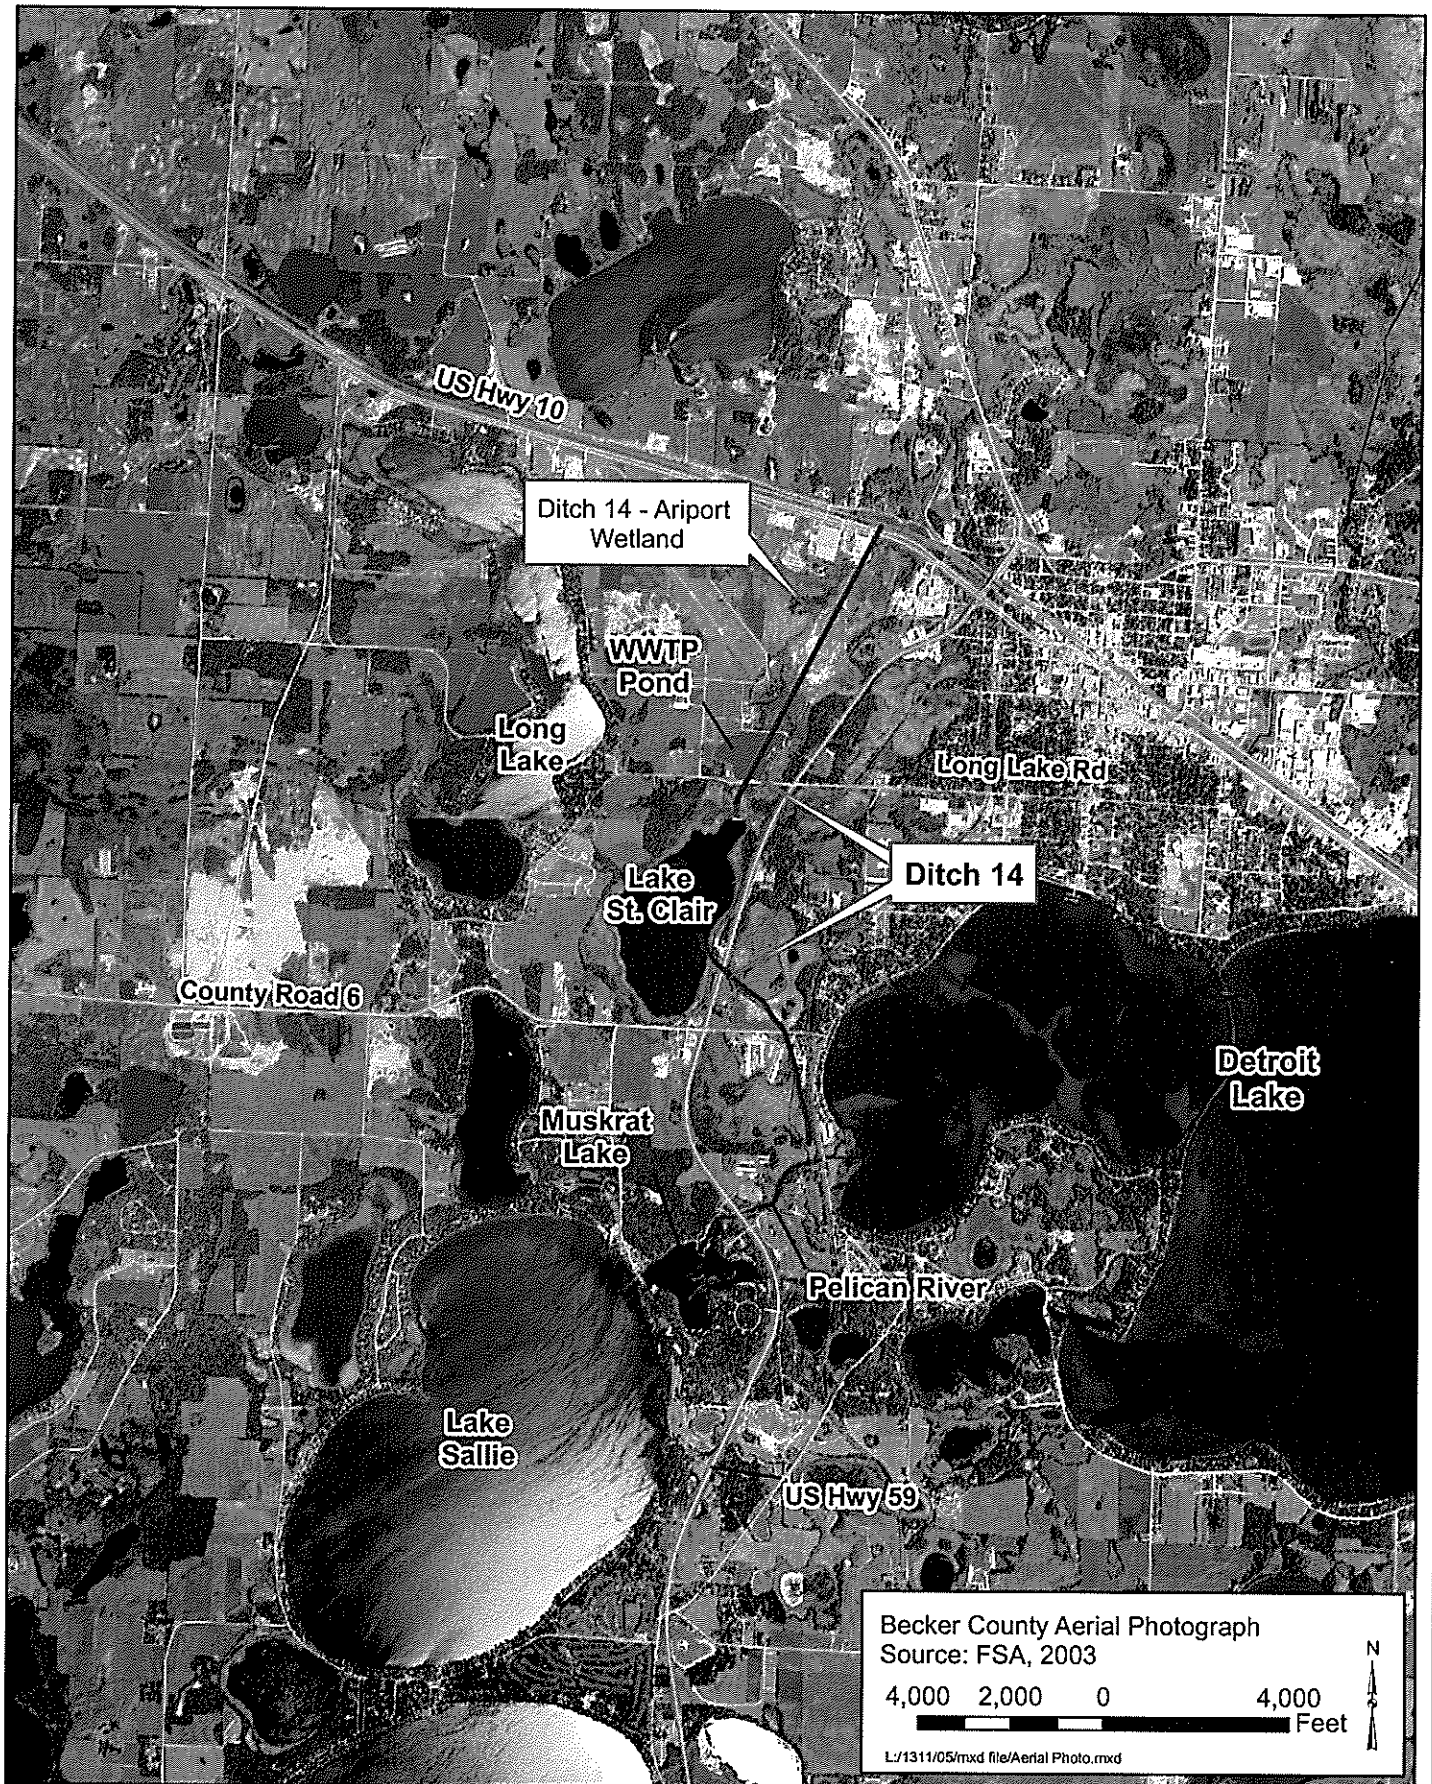 US Hwy 10
Ditch 14 - Ariport
Wetland
WWTP
Pond
Long
Lake
Long Lake Rd
Ditch 14
Lake
St. Clair
County Road 6
Detroit
Lake
Muskrat
Lake
Pelican River
Lake
Sallie
US Hwy 59
Becker County Aerial Photograph
Source: FSA, 2003
N
4,000 2,000 0 4,000
Feet
L:/1311/05/mxd file/Aerial Photo.mxd